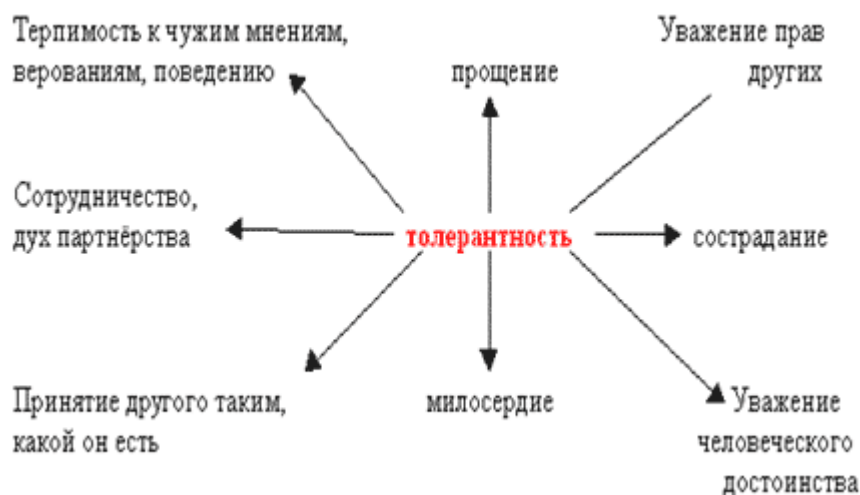 Терпимость к чужим мнениям,
верованиям, поведению
прощение
Уважение прав
других
Сотрудничество,
дух партнёрства
толерантность
сострадание
Принятие другого таким,
какой он есть
милосердие
Уважение
человеческого
достоинства